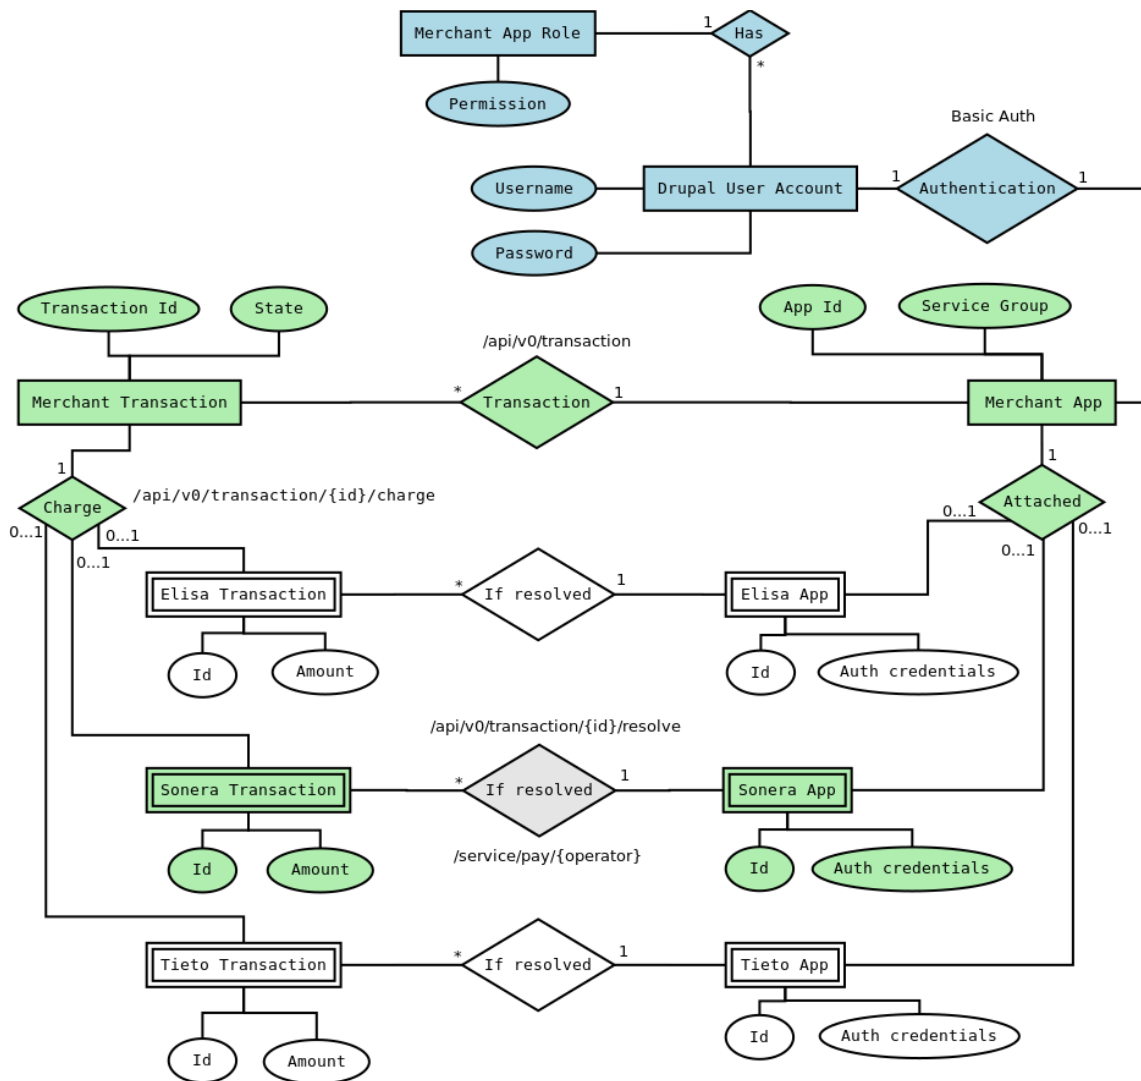 Merchant App Role
1
Has
*
Permission
Basic Auth
Username
Drupal User Account
1
Authentication
1
Password
Transaction Id
State
App Id
Service Group
/api/v0/transaction
Merchant Transaction
*
Transaction
1
Merchant App
1
/api/v0/transaction/{id}/charge
1
Charge
Attached
0...1
0...1
0...1
0...1
0...1
0...1
Elisa Transaction
*
If resolved
1
Elisa App
Id
Amount
Id
Auth credentials
/api/v0/transaction/{id}/resolve
Sonera Transaction
*
If resolved
1
Sonera App
/service/pay/{operator}
Id
Amount
Id
Auth credentials
Tieto Transaction
*
If resolved
1
Tieto App
Id
Amount
Id
Auth credentials